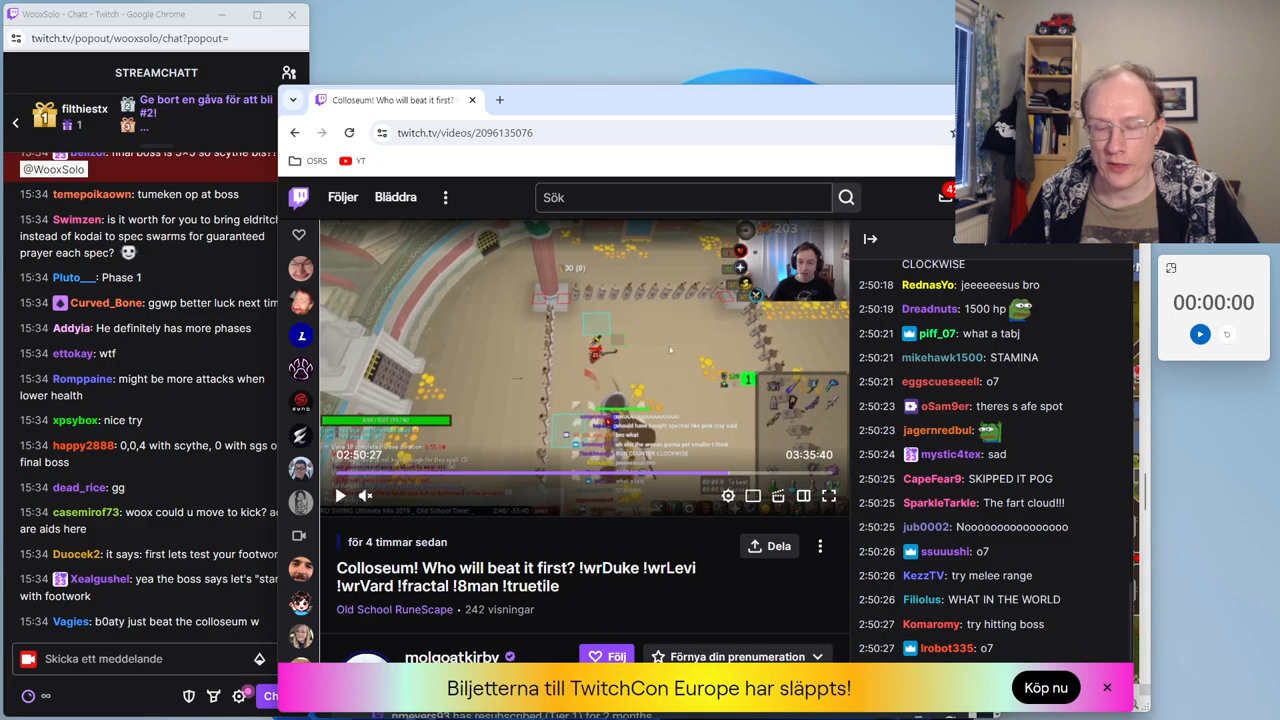 WooxSolo - Chatt - Twitch - Google Chrome
twitch.tv/popout/wooxsolo/chat?popout=
STREAMCHATT
filthiestx
1
2
Ge bort en gåva för att bli
#2!
...
@WooxSolo
15:34 temepoikaown: tumeken op at boss
15:34 Swimzen: is it worth for you to bring eldritch
instead of kodai to spec swarms for guaranteed
prayer each spec?
15:34 Pluto___: Phase 1
15:34 Curved_Bone: ggwp better luck next tim
15:34 Addyia: He definitely has more phases
15:34 ettokay: wtf
15:34 Romppaine: might be more attacks when
lower health
15:34 xpsybox: nice try
15:34 happy2888: 0,0,4 with scythe, 0 with sgs o
final boss
15:34 dead_rice: gg
15:34 casemirof73: woox could u move to kick? a
are aids here
15:34 Duocek2: it says: first lets test your footwor
15:34 Xealgushel: yea the boss says let's "star
with footwork
15:34 Vagies: b0aty just beat the colloseum w
Skicka ett meddelande
∞
Ch
Colloseum! Who will beat it first?
twitch.tv/videos/2096135076
OSRS
YT
Följer
Bläddra
Sök
203
30 (8)
1
02:50:27
03:35:40
för 4 timmar sedan
Dela
Colloseum! Who will beat it first? !wrDuke !wrLevi
!wrVard !fractal !8man !truetile
Old School RuneScape • 242 visningar
molgoatkirby
Följ
Förnya din prenumeration
CLOCKWISE
2:50:18 RednasYo: jeeeeeesus bro
2:50:19 Dreadnuts: 1500 hp
2:50:21 piff_07: what a tabj
2:50:21 mikehawk1500: STAMINA
2:50:21 eggscueseeell: o7
2:50:23 oSam9er: theres s afe spot
2:50:23 jagernredbul:
2:50:24 mystic4tex: sad
2:50:25 CapeFear9: SKIPPED IT POG
2:50:25 SparkleTarkle: The fart cloud!!!
2:50:25 jub0002: Nooooooooooooooo
2:50:26 ssuuushi: o7
2:50:26 KezzTV: try melee range
2:50:26 Filiolus: WHAT IN THE WORLD
2:50:27 Komaromy: try hitting boss
2:50:27 lrobot335: o7
00:00:00
Biljetterna till TwitchCon Europe har släppts!
Köp nu